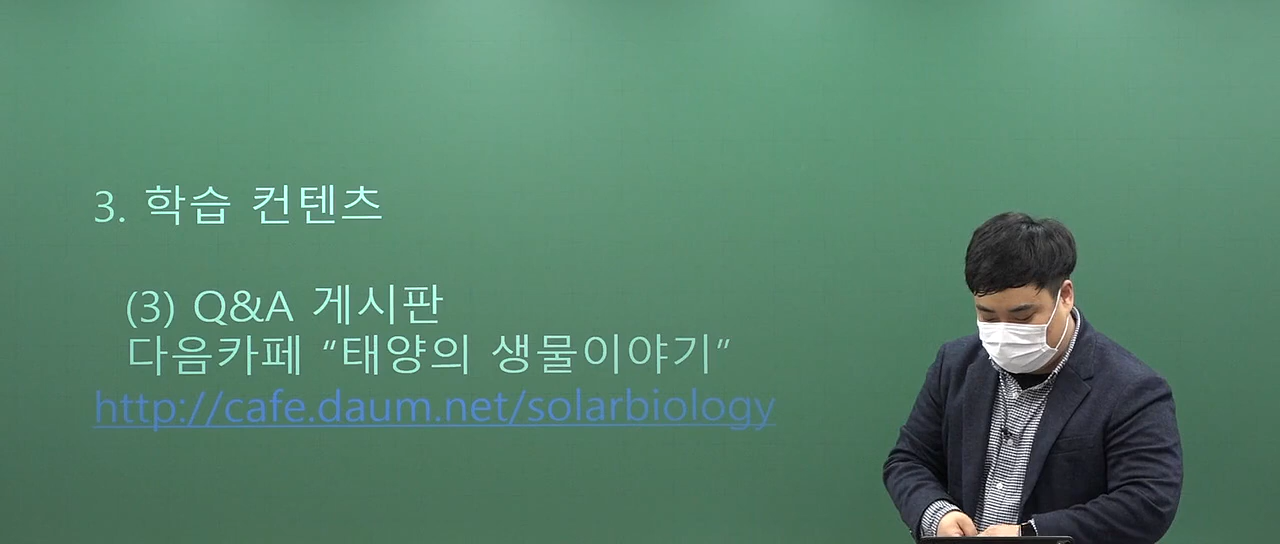 3. 학습 컨텐츠
(3) Q&A 게시판
다음카페 “태양의 생물이야기”
http://cafe.daum.net/solarbiology